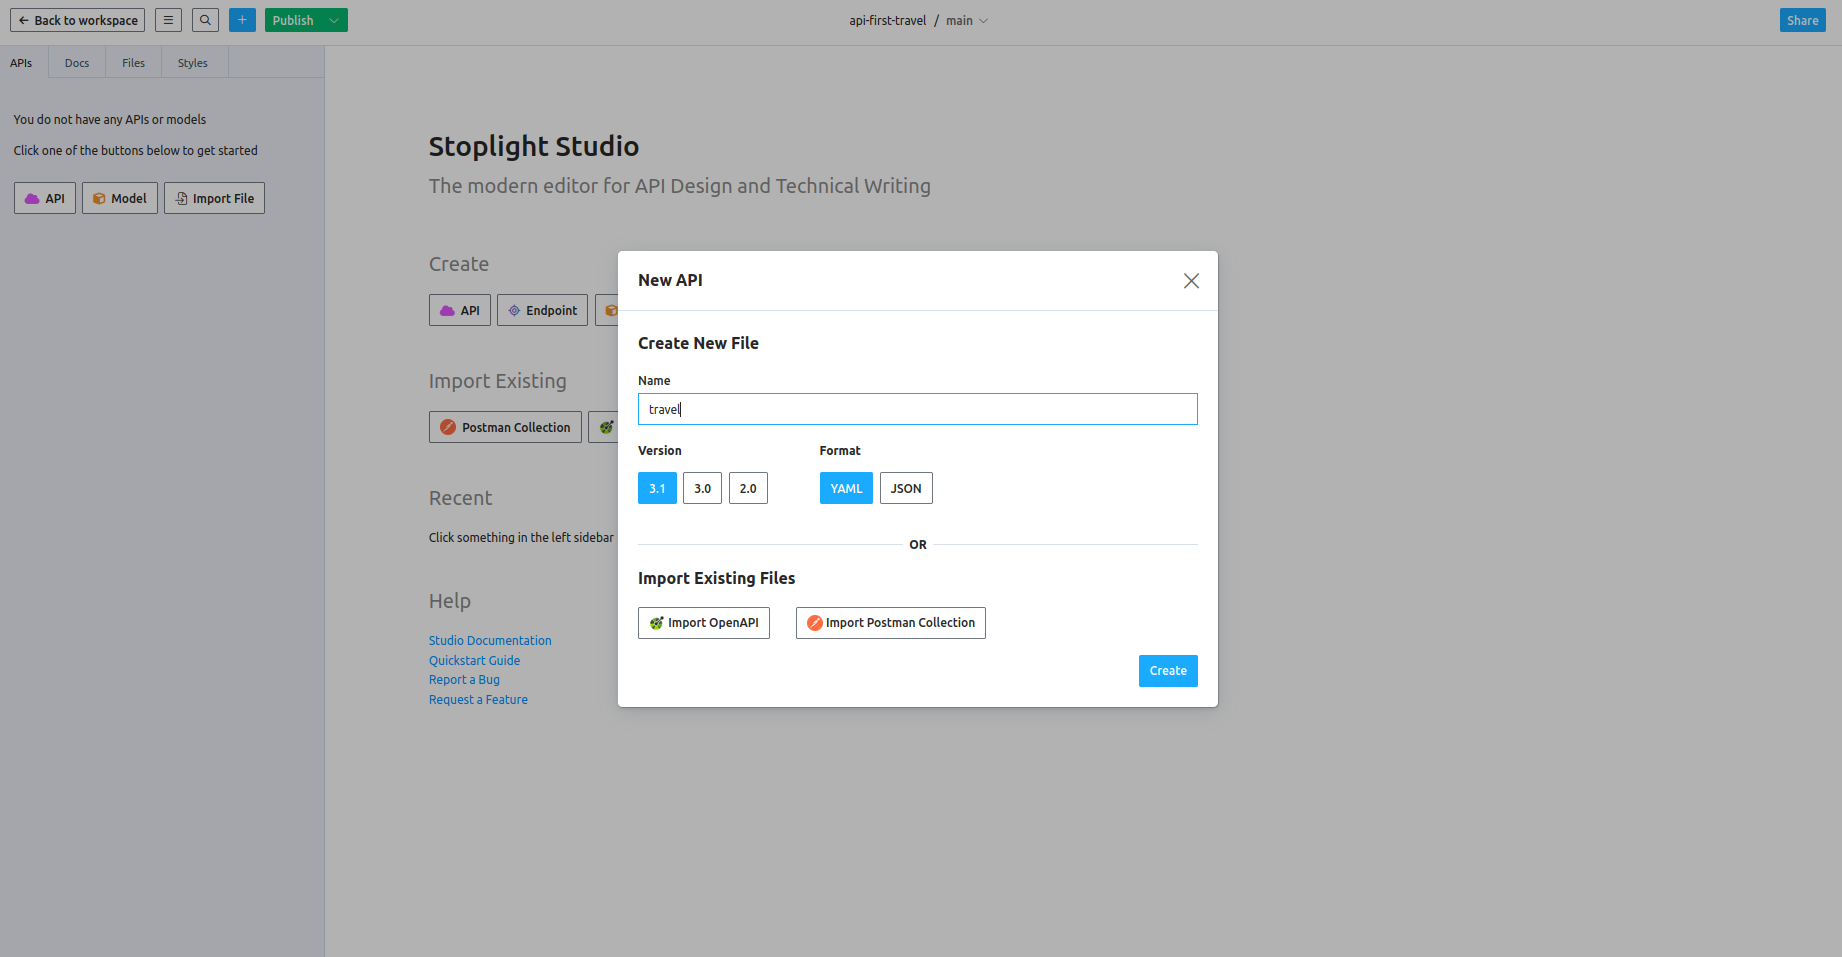 Back to workspace
Publish
api-first-travel / main
Share
APIs
Docs
Files
Styles
You do not have any APIs or models
Click one of the buttons below to get started
API
Model
Import File
Stoplight Studio
The modern editor for API Design and Technical Writing
Create
API
Endpoint
Import Existing
Postman Collection
Recent
Click something in the left sidebar
Help
Studio Documentation
Quickstart Guide
Report a Bug
Request a Feature
New API
Create New File
Name
travel
Version
Format
3.1
3.0
2.0
YAML
JSON
OR
Import Existing Files
Import OpenAPI
Import Postman Collection
Create